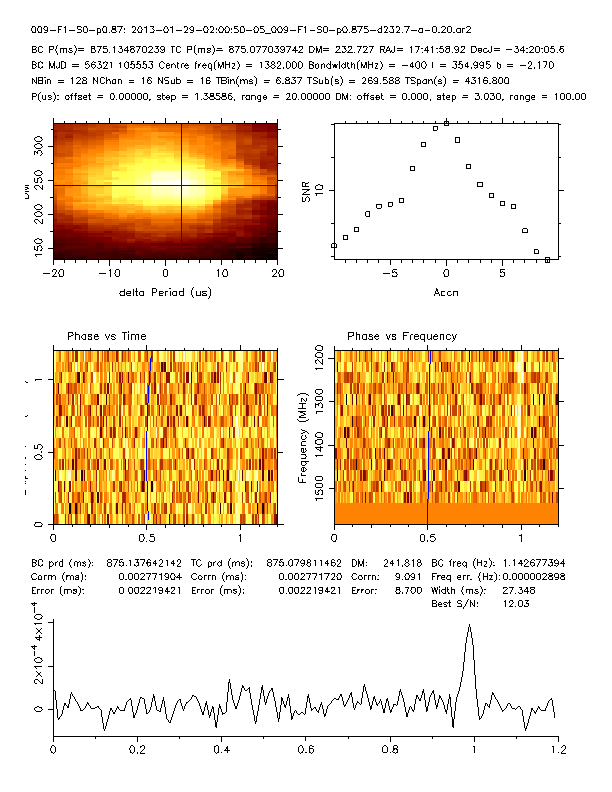 009-F1-S0-p0.87: 2013-01-29-02:00:50-05_009-F1-S0-p0.875-d232.7-a-0.20.ar2
BC P(ms)= 875.134870239 TC P(ms)= 875.077039742 DM= 232.727 RAJ= 17:41:58.92 DecJ= -34:20:05.6
BC MJD = 56321 105553 Centre freq(MHz) = 1382.000 Bandwidth(MHz) = -400 l = 354.995 b = -2.170
NBin = 128 NChan = 16 NSub = 16 TBin(ms) = 6.837 TSub(s) = 269.588 TSpan(s) = 4316.800
P(us): offset = 0.00000, step = 1.38586, range = 20.00000 DM: offset = 0.000, step = 3.030, range = 100.00
300
250
200
150
DM
-20 -10 0 10 20
delta Period (us)
SNR
10
-5 0 5
Accn
Phase vs Time
1
0.5
0
0 0.5 1
Phase vs Frequency
Frequency (MHz)
1200
1300
1400
1500
0 0.5 1
BC prd (ms): 875.137642142 TC prd (ms): 875.079811462 DM: 241.818 BC freq (Hz): 1.142677394
Corrn (ms): 0.002771904 Corrn (ms): 0.002771720 Corrn: 9.091 Freq err. (Hz): 0.000002898
Error (ms): 0 002219421 Error (ms): 0.002219421 Error: 8.700 Width (ms): 27.348
Best S/N: 12.03
4×10⁻⁴
2×10⁻⁴
0
0 0.2 0.4 0.6 0.8 1 1.2